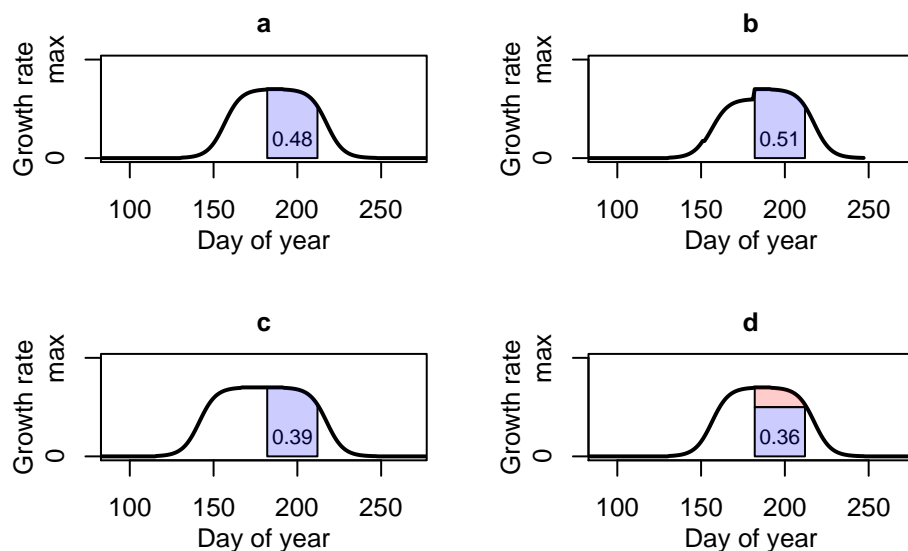 a
Growth rate
0 max
0.48
100 150 200 250
Day of year
b
Growth rate
0 max
0.51
100 150 200 250
Day of year
c
Growth rate
0 max
0.39
100 150 200 250
Day of year
d
Growth rate
0 max
0.36
100 150 200 250
Day of year